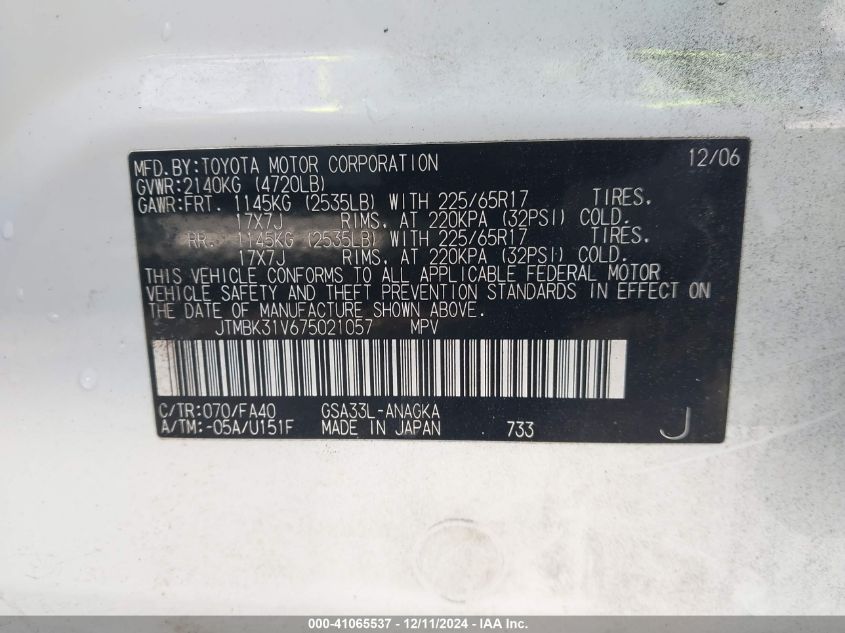 MFD.BY:TOYOTA MOTOR CORPORATION 12/06
GVWR:2140KG (4720LB)
GAWR:FRT. 1145KG (2535LB) WITH 225/65R17 TIRES.
17X7J RIMS. AT 220KPA (32PSI) COLD.
RR. 1145KG (2535LB) WITH 225/65R17 TIRES.
17X7J RIMS. AT 220KPA (32PSI) COLD.
THIS VEHICLE CONFORMS TO ALL APPLICABLE FEDERAL MOTOR
VEHICLE SAFETY AND THEFT PREVENTION STANDARDS IN EFFECT ON
THE DATE OF MANUFACTURE SHOWN ABOVE.
JTMBK31V675021057 MPV
C/TR:070/FA40 GSA33L-ANAGKA
A/TM:-05A/U151F MADE IN JAPAN 733 J
000-41065537 - 12/11/2024 - IAA Inc.